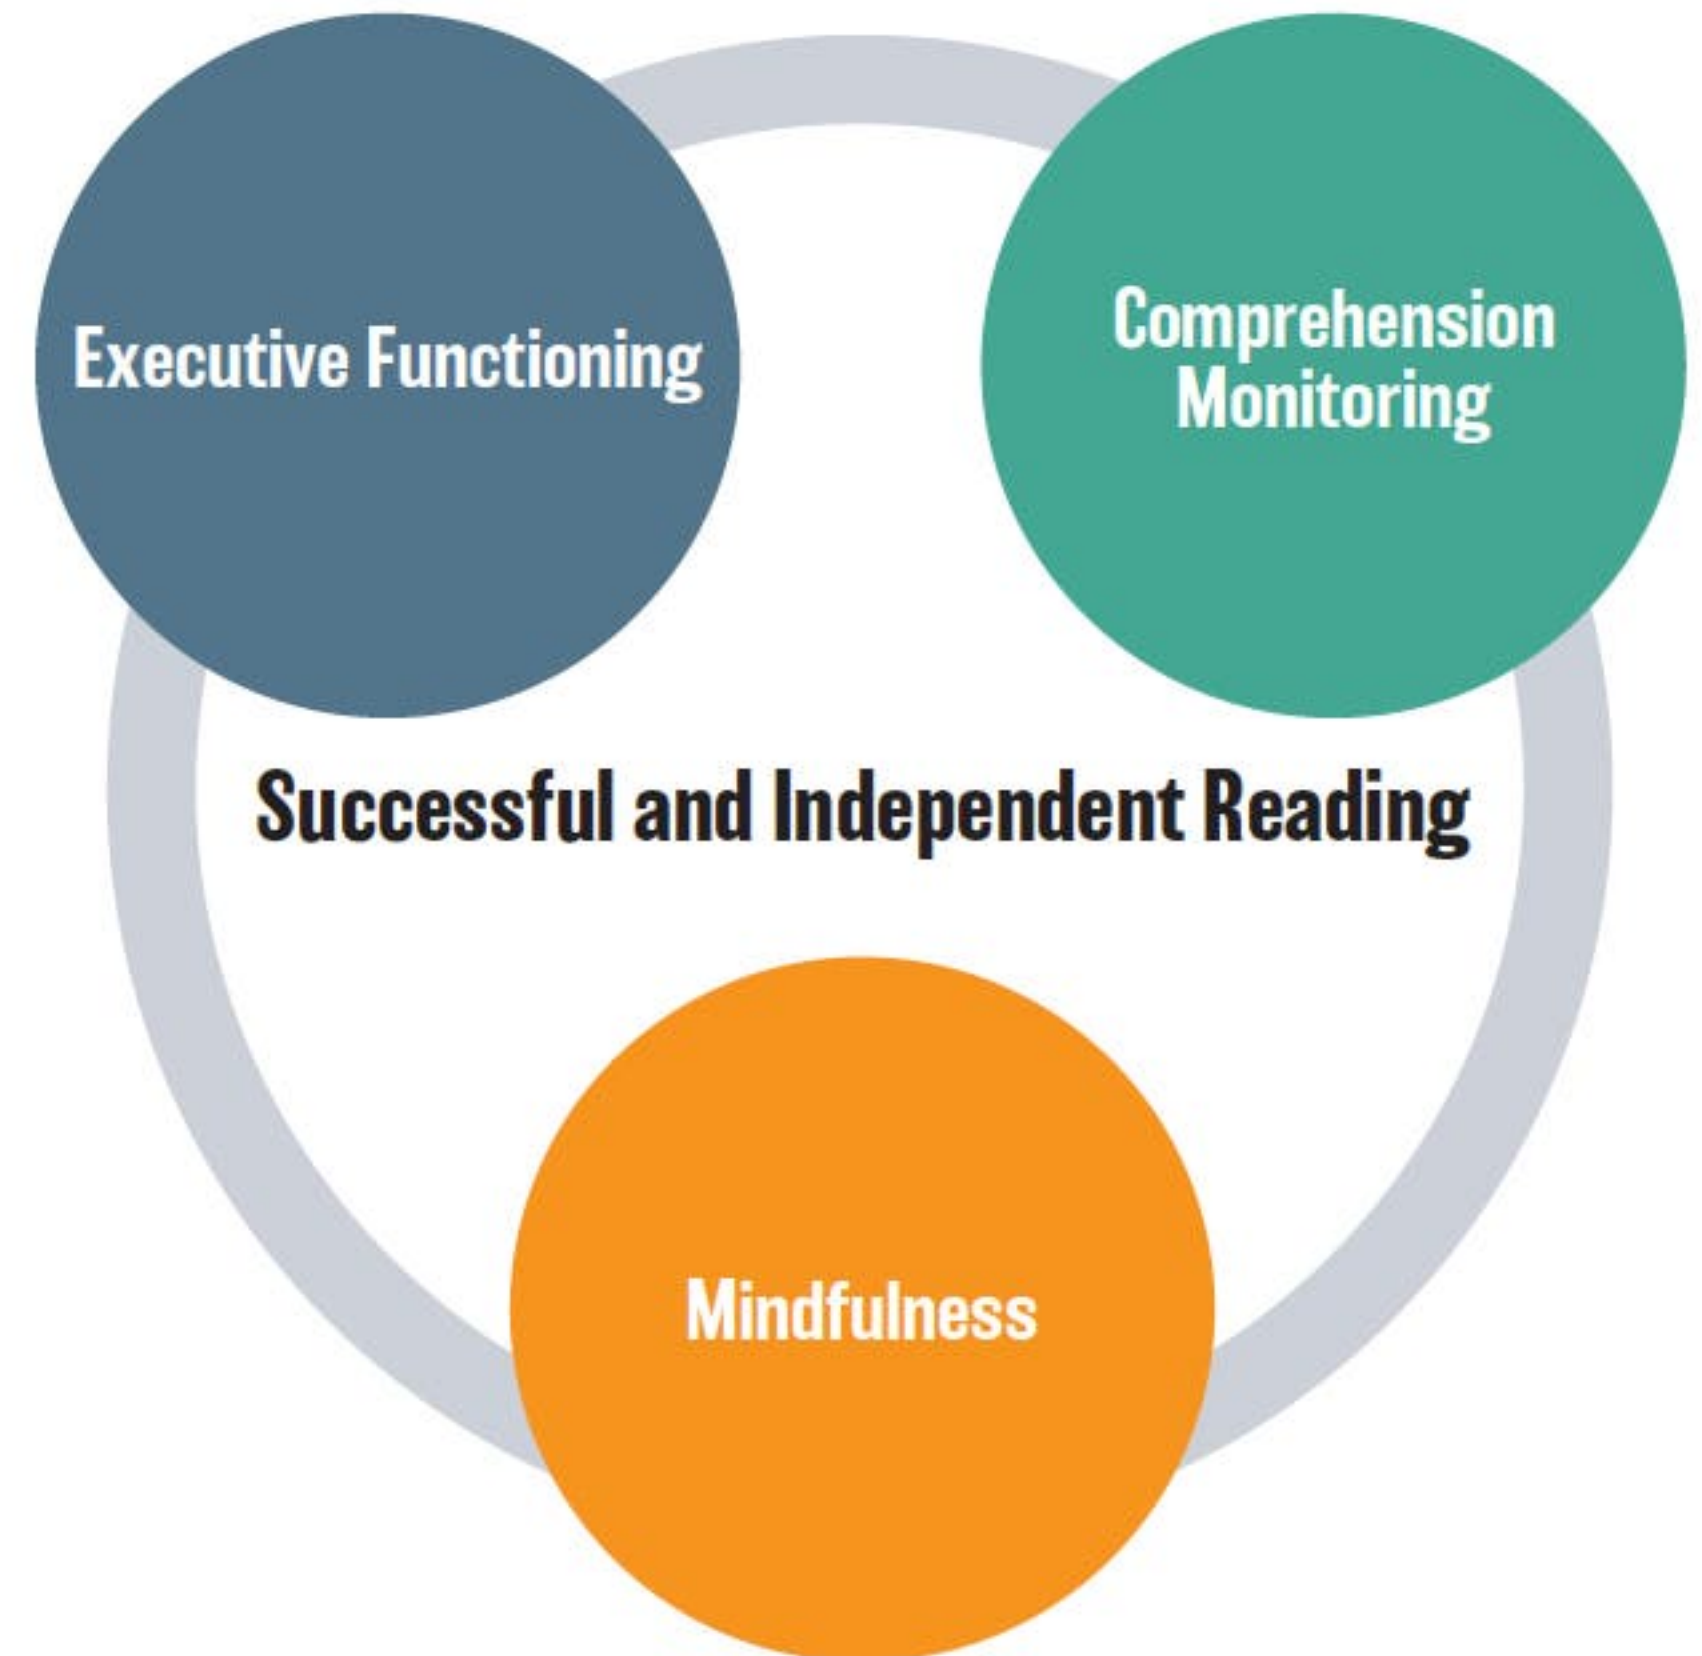 Executive Functioning
Comprehension
Monitoring
Successful and Independent Reading
Mindfulness